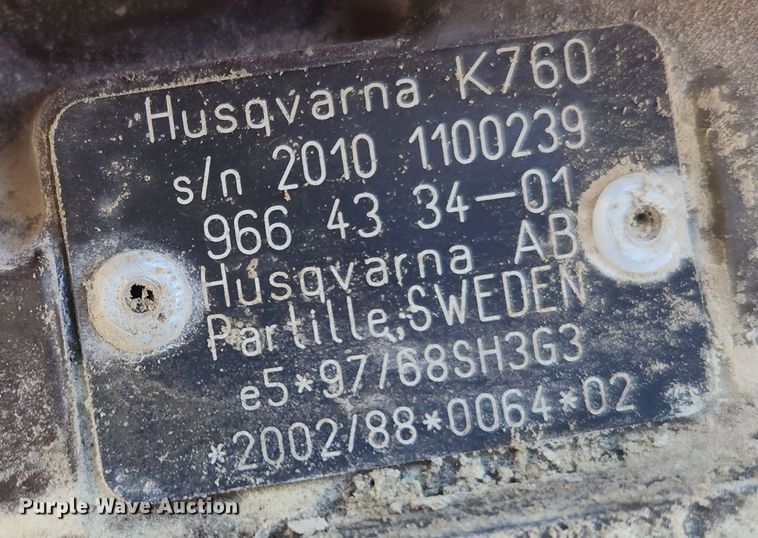 Husqvarna K760
s/n 2010 1100239
966 43 34-01
Husqvarna AB
Partille,SWEDEN
e5*97/68SH3G3
*2002/88*0064*02
Purple Wave Auction